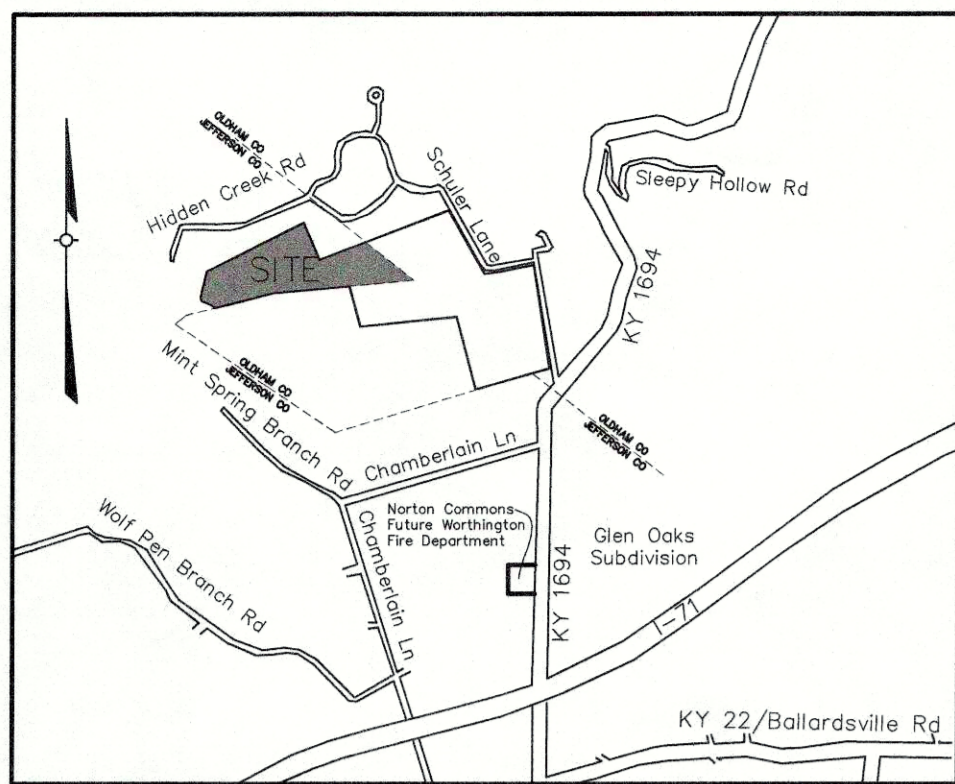 OLDHAM CO
JEFFERSON CO
Hidden Creek Rd
Schuler Lane
Sleepy Hollow Rd
SITE
KY 1694
Mint Spring Branch Rd
OLDHAM CO
JEFFERSON CO
OLDHAM CO
JEFFERSON CO
Chamberlain Ln
Wolf Pen Branch Rd
Chamberlain Ln
Norton Commons
Future Worthington
Fire Department
Glen Oaks
Subdivision
KY 1694
I-71
KY 22/Ballardsville Rd